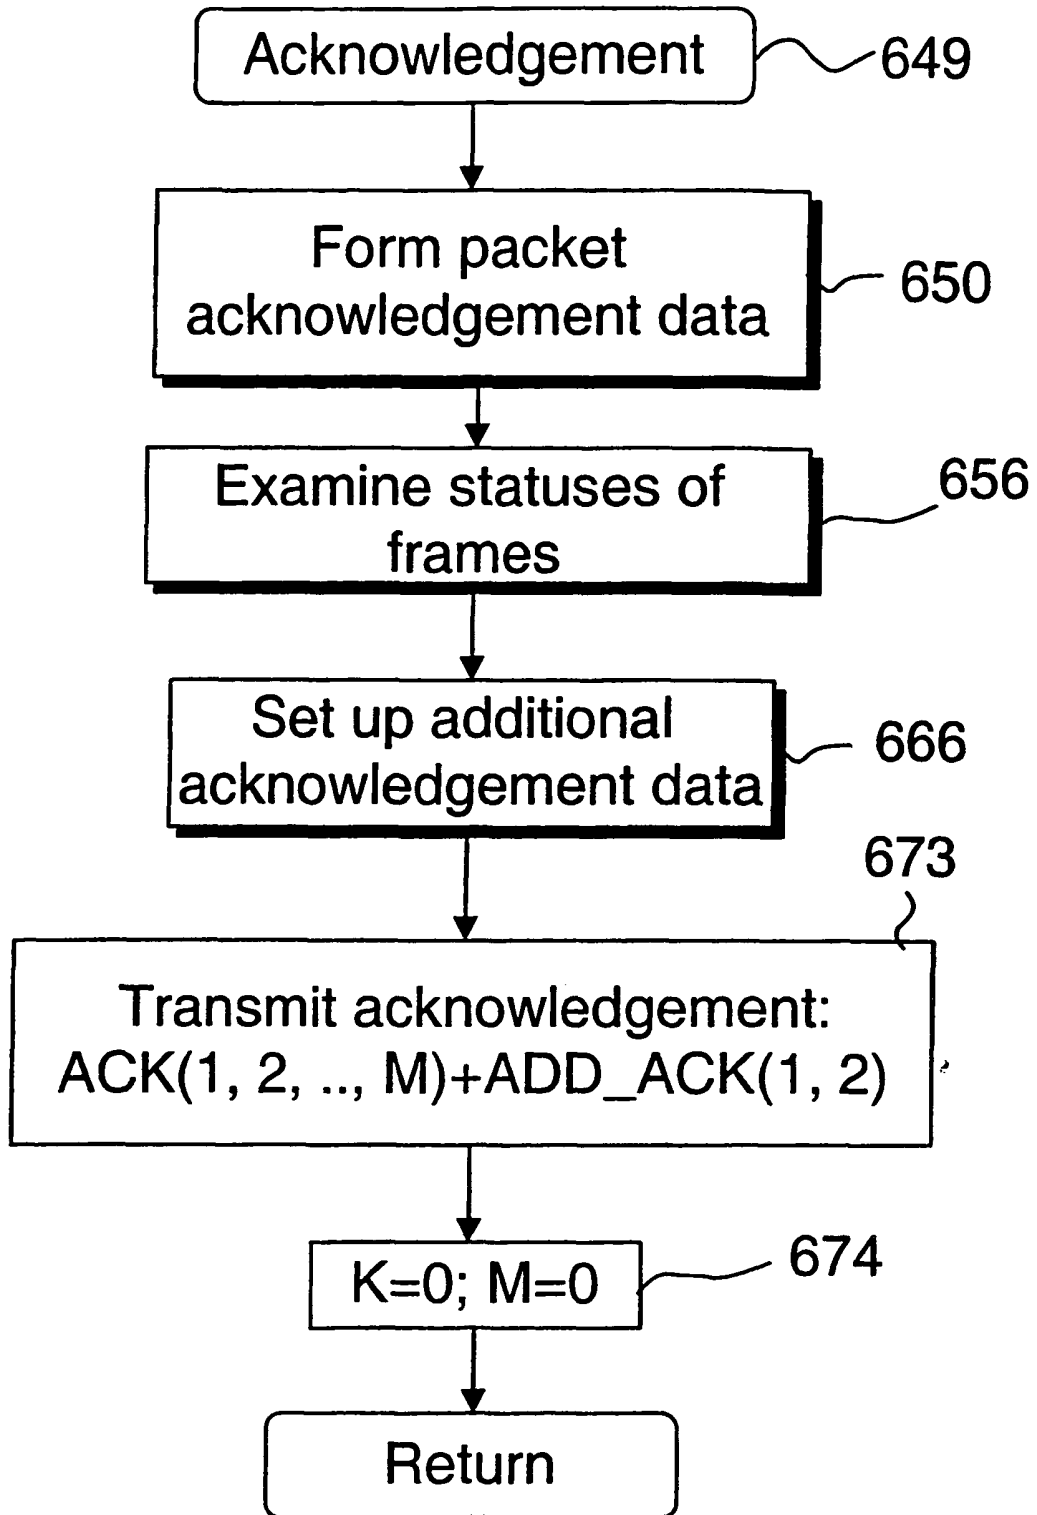 Acknowledgement
649
Form packet
acknowledgement data
650
Examine statuses of
frames
656
Set up additional
acknowledgement data
666
673
Transmit acknowledgement:
ACK(1, 2, .., M)+ADD_ACK(1, 2)
K=0; M=0
674
Return